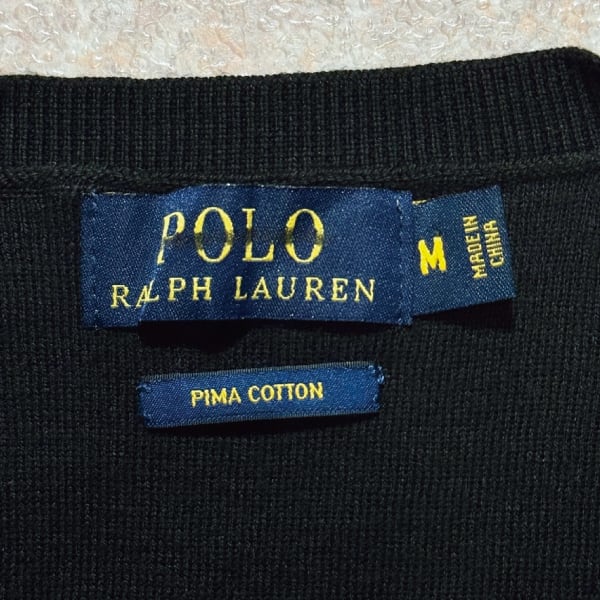 POLO
RALPH LAUREN
M
MADE IN
CHINA
PIMA COTTON